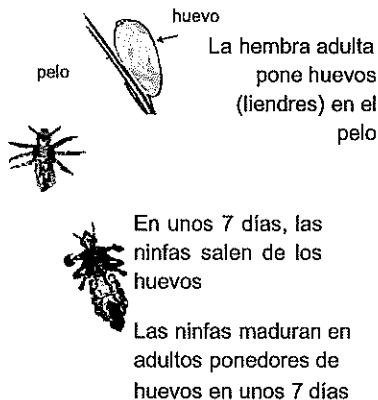 huevo
pelo
La hembra adulta
pone huevos
(liendres) en el
pelo
En unos 7 días, las
ninfas salen de los
huevos
Las ninfas maduran en
adultos ponedores de
huevos en unos 7 días